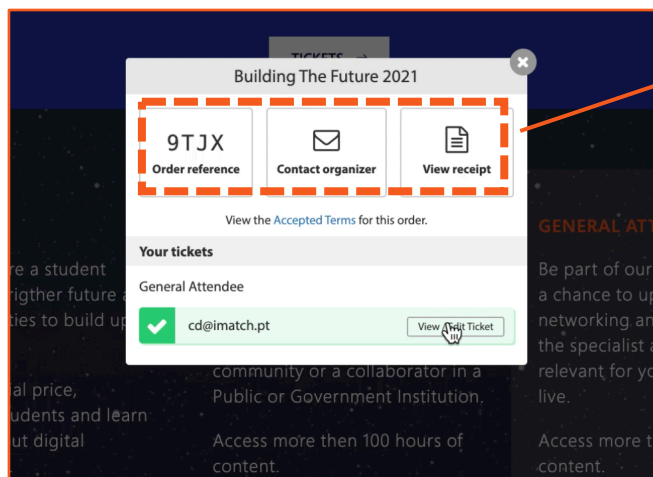 TICKETS →
Building The Future 2021
9TJX
Order reference
Contact organizer
View receipt
View the Accepted Terms for this order.
Your tickets
General Attendee
cd@imatch.pt
View Ticket
GENERAL ATT
re a student
rigther future a
ties to build up
ial price,
udents and learn
ut digital
community or a collaborator in a
Public or Government Institution.
Access more then 100 hours of
content.
Be part of our
a chance to up
networking an
the specialist a
relevant for yo
live.
Access more t
content.